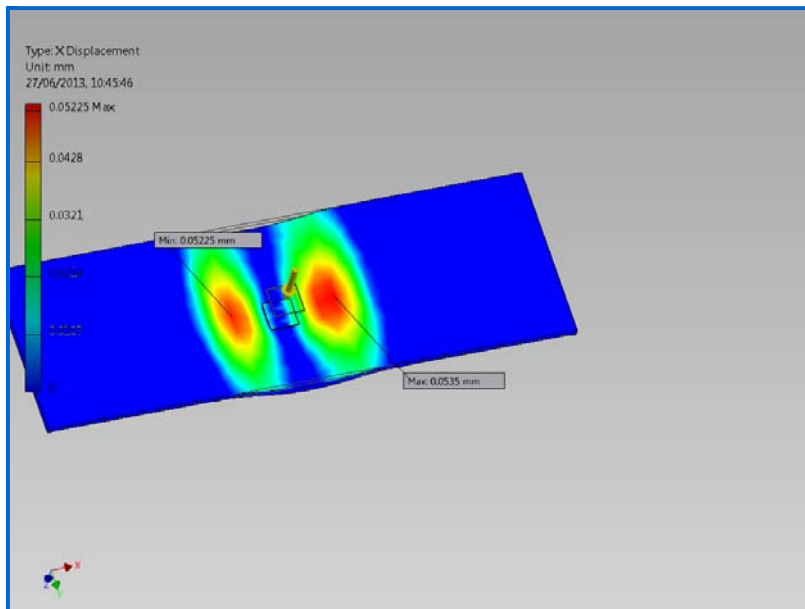 Type: X Displacement
Unit: mm
27/06/2013, 10:45:46
0.05225 Max
0.0428
0.0321
Min: 0.05225 mm
0
Max: 0.0535 mm
X
Z
Y